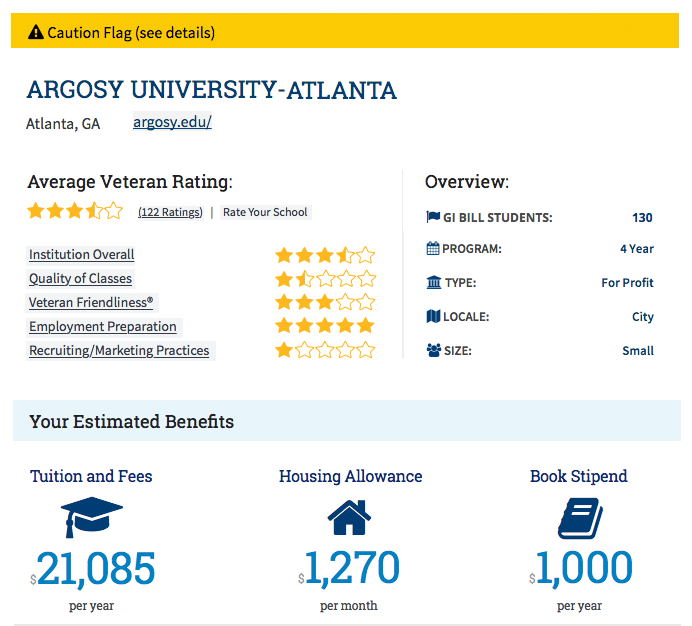 Caution Flag (see details)
ARGOSY UNIVERSITY-ATLANTA
Atlanta, GA argosy.edu/
Average Veteran Rating:
(122 Ratings) | Rate Your School
Institution Overall
Quality of Classes
Veteran Friendliness®
Employment Preparation
Recruiting/Marketing Practices
Overview:
GI BILL STUDENTS: 130
PROGRAM: 4 Year
TYPE: For Profit
LOCALE: City
SIZE: Small
Your Estimated Benefits
Tuition and Fees
$21,085
per year
Housing Allowance
$1,270
per month
Book Stipend
$1,000
per year